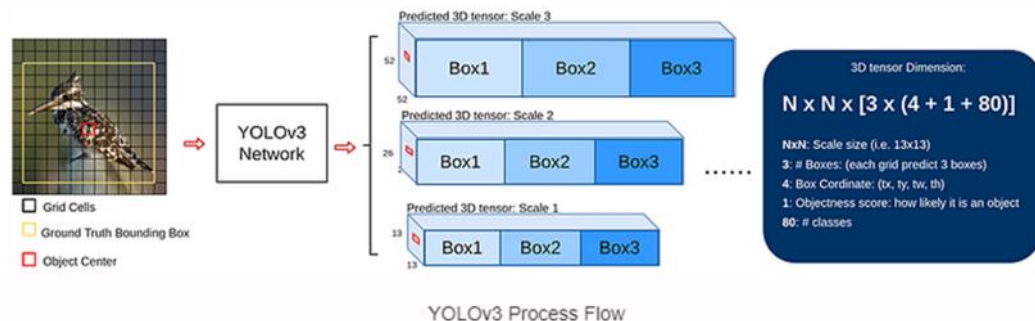 Predicted 3D tensor: Scale 3
52
52
Box1 Box2 Box3
YOLOv3
Network
Predicted 3D tensor: Scale 2
26
Box1 Box2 Box3
Predicted 3D tensor: Scale 1
13
13
Box1 Box2 Box3
Grid Cells
Ground Truth Bounding Box
Object Center
......
3D tensor Dimension:
N x N x [3 x (4 + 1 + 80)]
NxN: Scale size (i.e. 13x13)
3: # Boxes: (each grid predict 3 boxes)
4: Box Cordinate: (tx, ty, tw, th)
1: Objectness score: how likely it is an object
80: # classes
YOLOv3 Process Flow